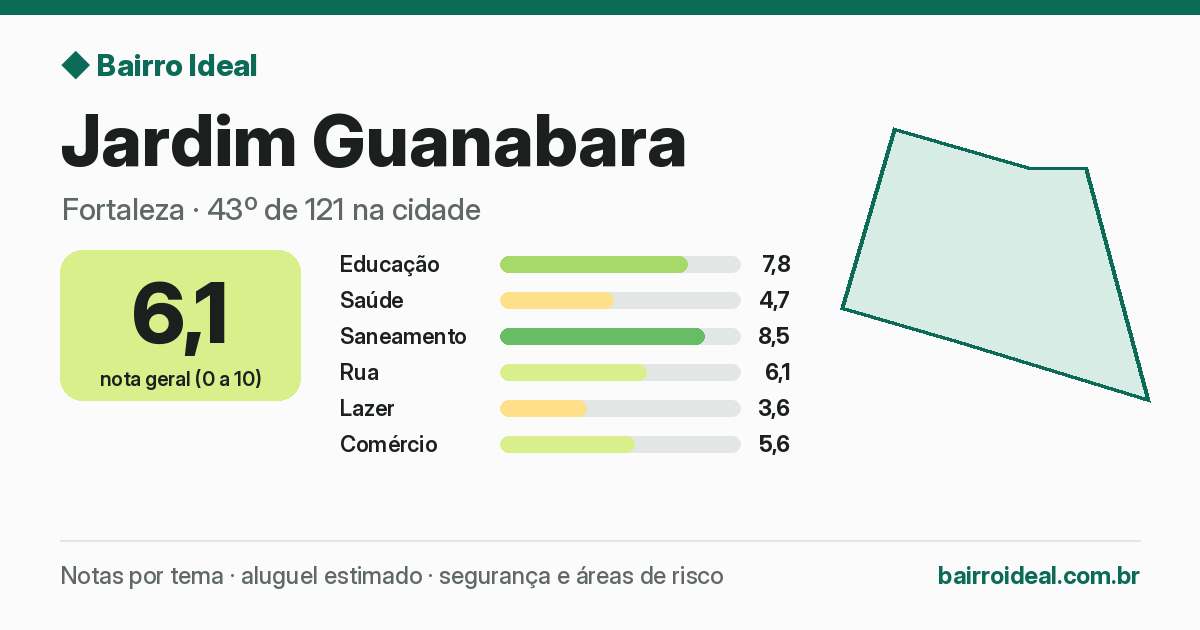 Bairro Ideal
Jardim Guanabara
Fortaleza · 43º de 121 na cidade
6,1
nota geral (0 a 10)
Educação 7,8
Saúde 4,7
Saneamento 8,5
Rua 6,1
Lazer 3,6
Comércio 5,6
Notas por tema · aluguel estimado · segurança e áreas de risco
bairroideal.com.br